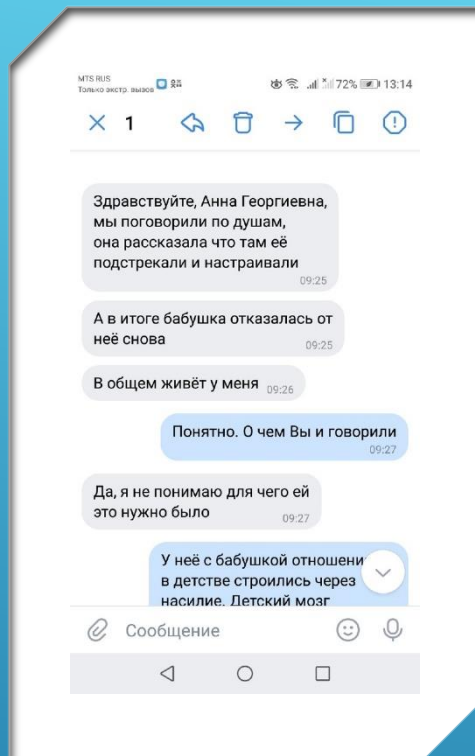 MTS RUS
Только экстр. вызов
72% 13:14
1
Здравствуйте, Анна Георгиевна,
мы поговорили по душам,
она рассказала что там её
подстрекали и настраивали
09:25
А в итоге бабушка отказалась от
неё снова
09:25
В общем живёт у меня 09:26
Понятно. О чем Вы и говорили
09:27
Да, я не понимаю для чего ей
это нужно было
09:27
У неё с бабушкой
в детстве строились через
насилие. Детский мозг
Сообщение